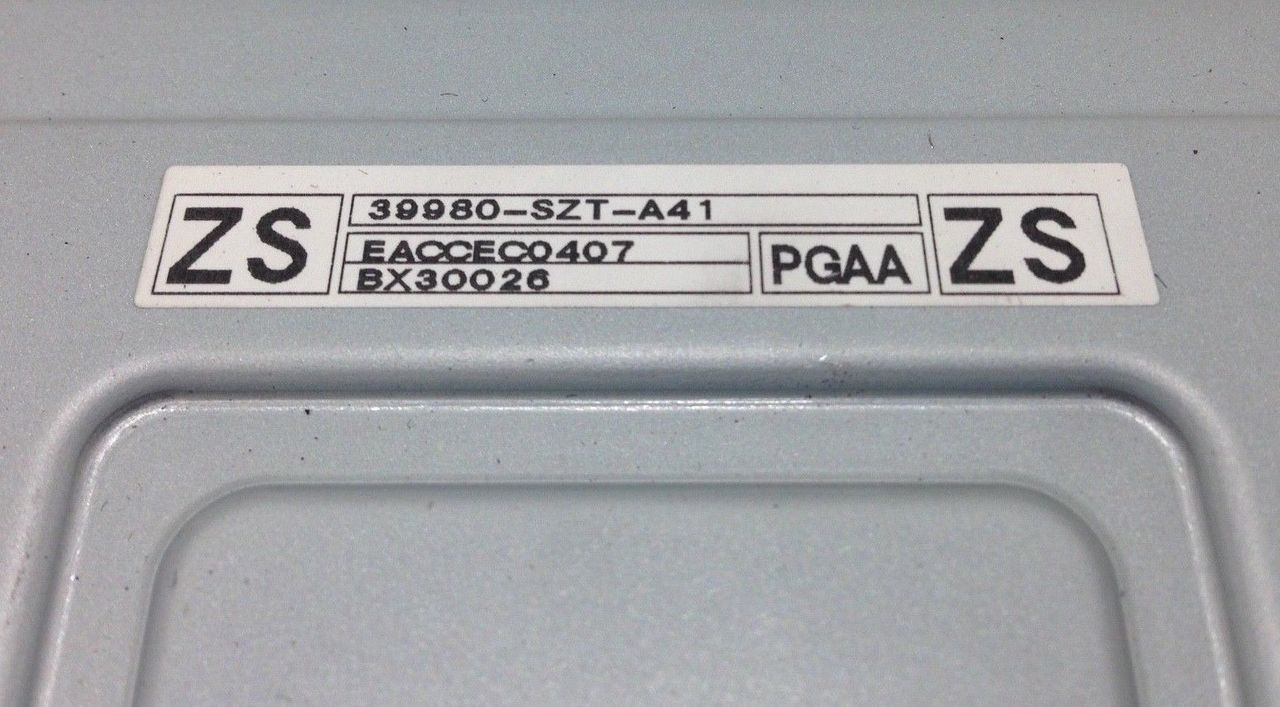 ZS
39980-SZT-A41
EACCEC0407
BX30026
PGAA
ZS